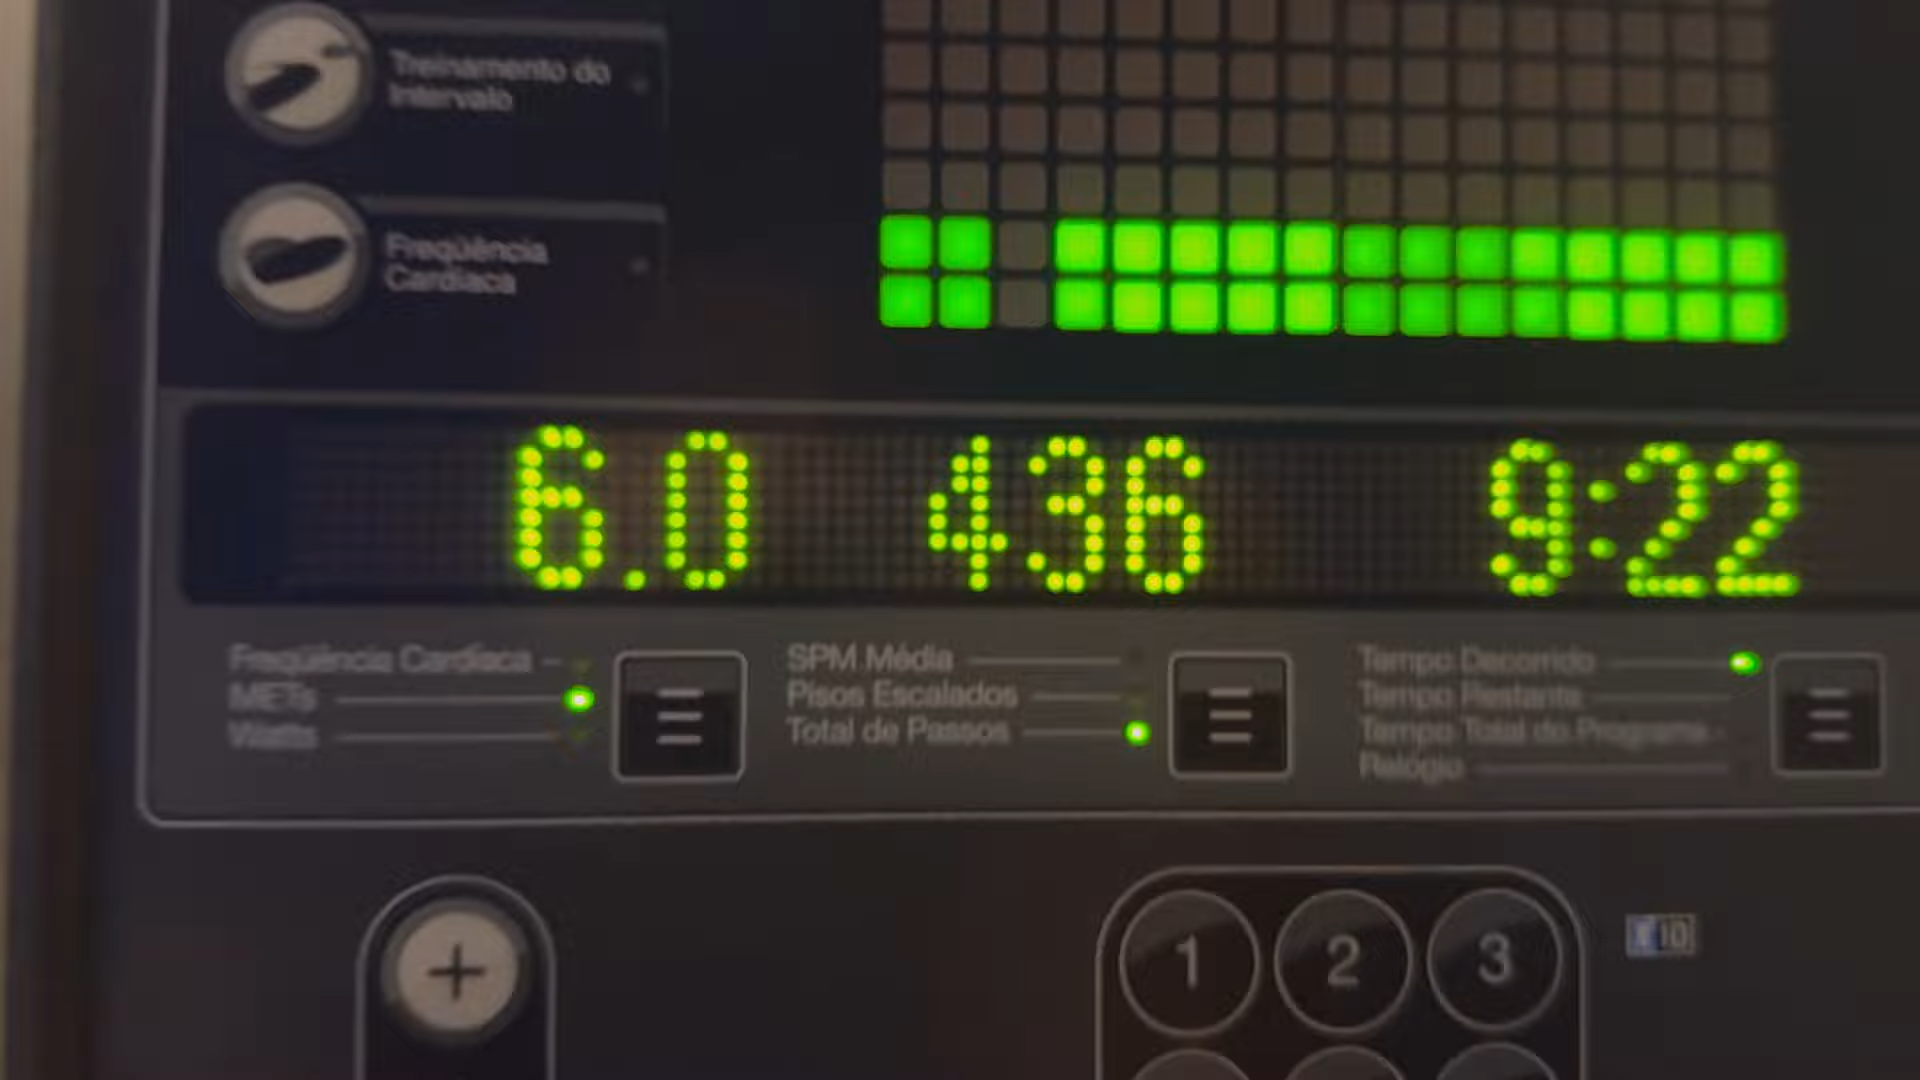 Treinamento do
Intervalo
Freqüência
Cardíaca
6.0 436 9:22
Freqüência Cardíaca
METs
Watts
SPM Média
Pisos Escalados
Total de Passos
Tempo Decorrido
Tempo Restante
Tempo Total do Programa
Relógio
+
1 2 3